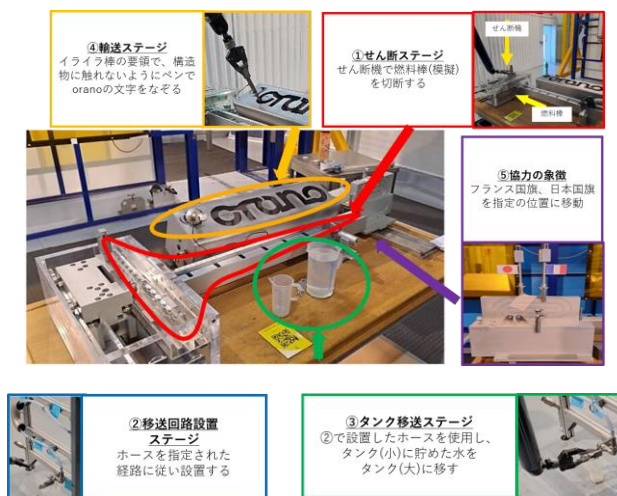 ④輸送ステージ
イライラ棒の要領で、構造
物に触れないようにペンで
oranoの文字をなぞる
orano
①せん断ステージ
せん断機で燃料棒(模擬)
を切断する
せん断機
燃料棒
orano
⑤協力の象徴
フランス国旗、日本国旗
を指定の位置に移動
②移送回路設置
ステージ
ホースを指定された
経路に従い設置する
③タンク移送ステージ
②で設置したホースを使用し、
タンク(小)に貯めた水を
タンク(大)に移す